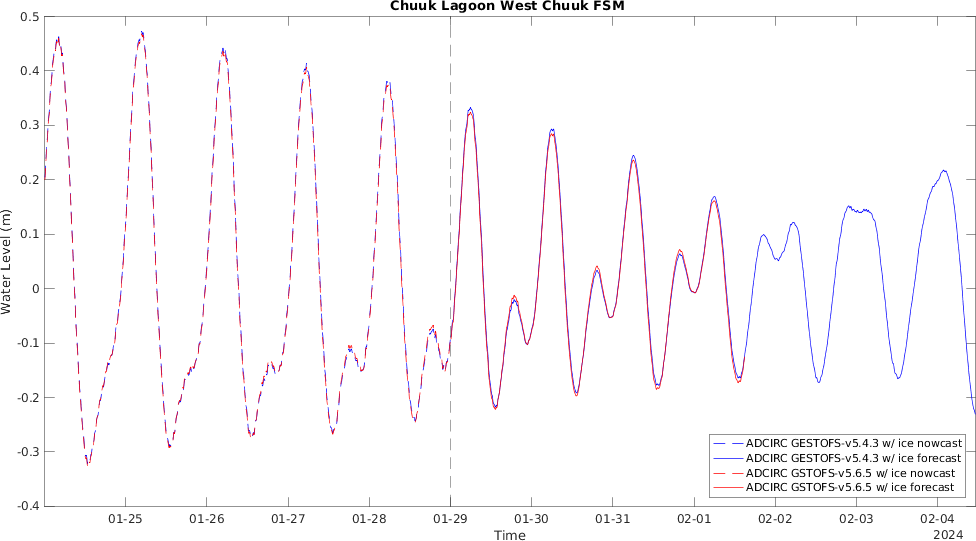 Chuuk Lagoon West Chuuk FSM
0.5
0.4
0.3
0.2
0.1
0
-0.1
-0.2
-0.3
-0.4
Water Level (m)
ADCIRC GESTOFS-v5.4.3 w/ ice nowcast
ADCIRC GESTOFS-v5.4.3 w/ ice forecast
ADCIRC GSTOFS-v5.6.5 w/ ice nowcast
ADCIRC GSTOFS-v5.6.5 w/ ice forecast
01-25 01-26 01-27 01-28 01-29 01-30 01-31 02-01 02-02 02-03 02-04
Time
2024